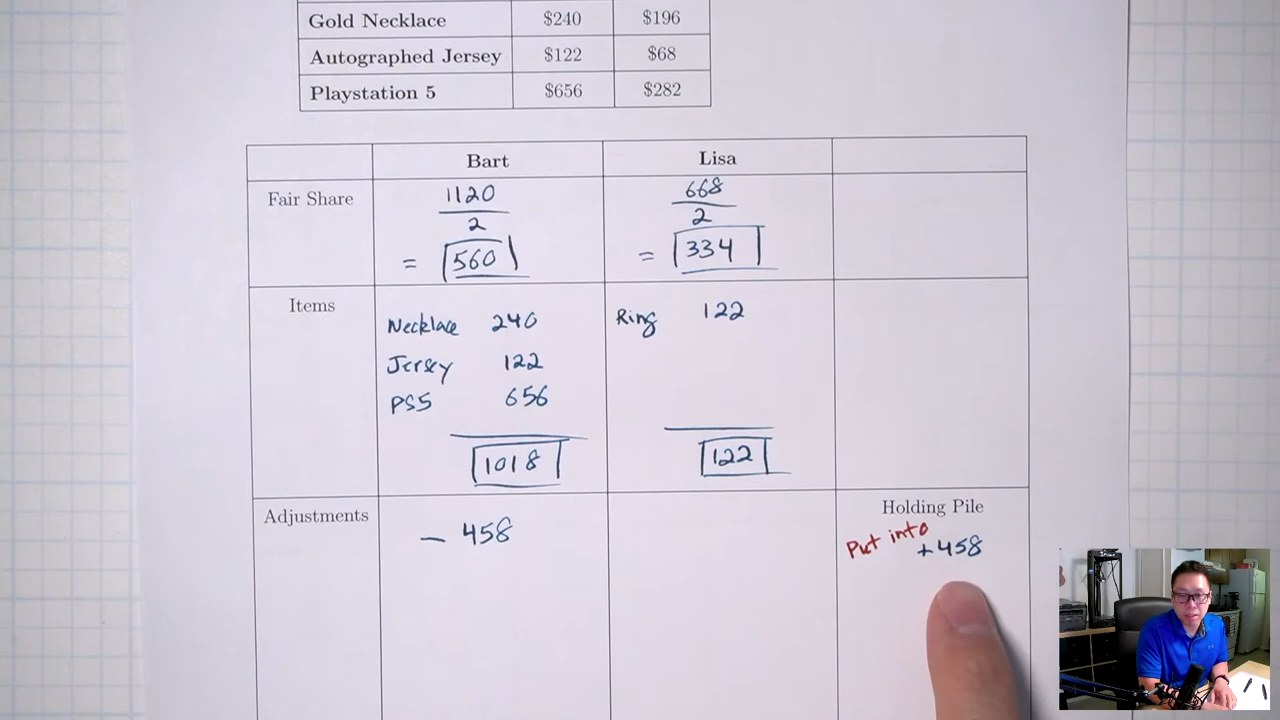 Gold Necklace $240 $196
Autographed Jersey $122 $68
Playstation 5 $656 $282
Bart Lisa
Fair Share 1120 668
2 2
= 560 = 334
Items
Necklace 240 Ring 122
Jersey 122
PS5 656
1018 122
Adjustments Holding Pile
- 458 Put into +458